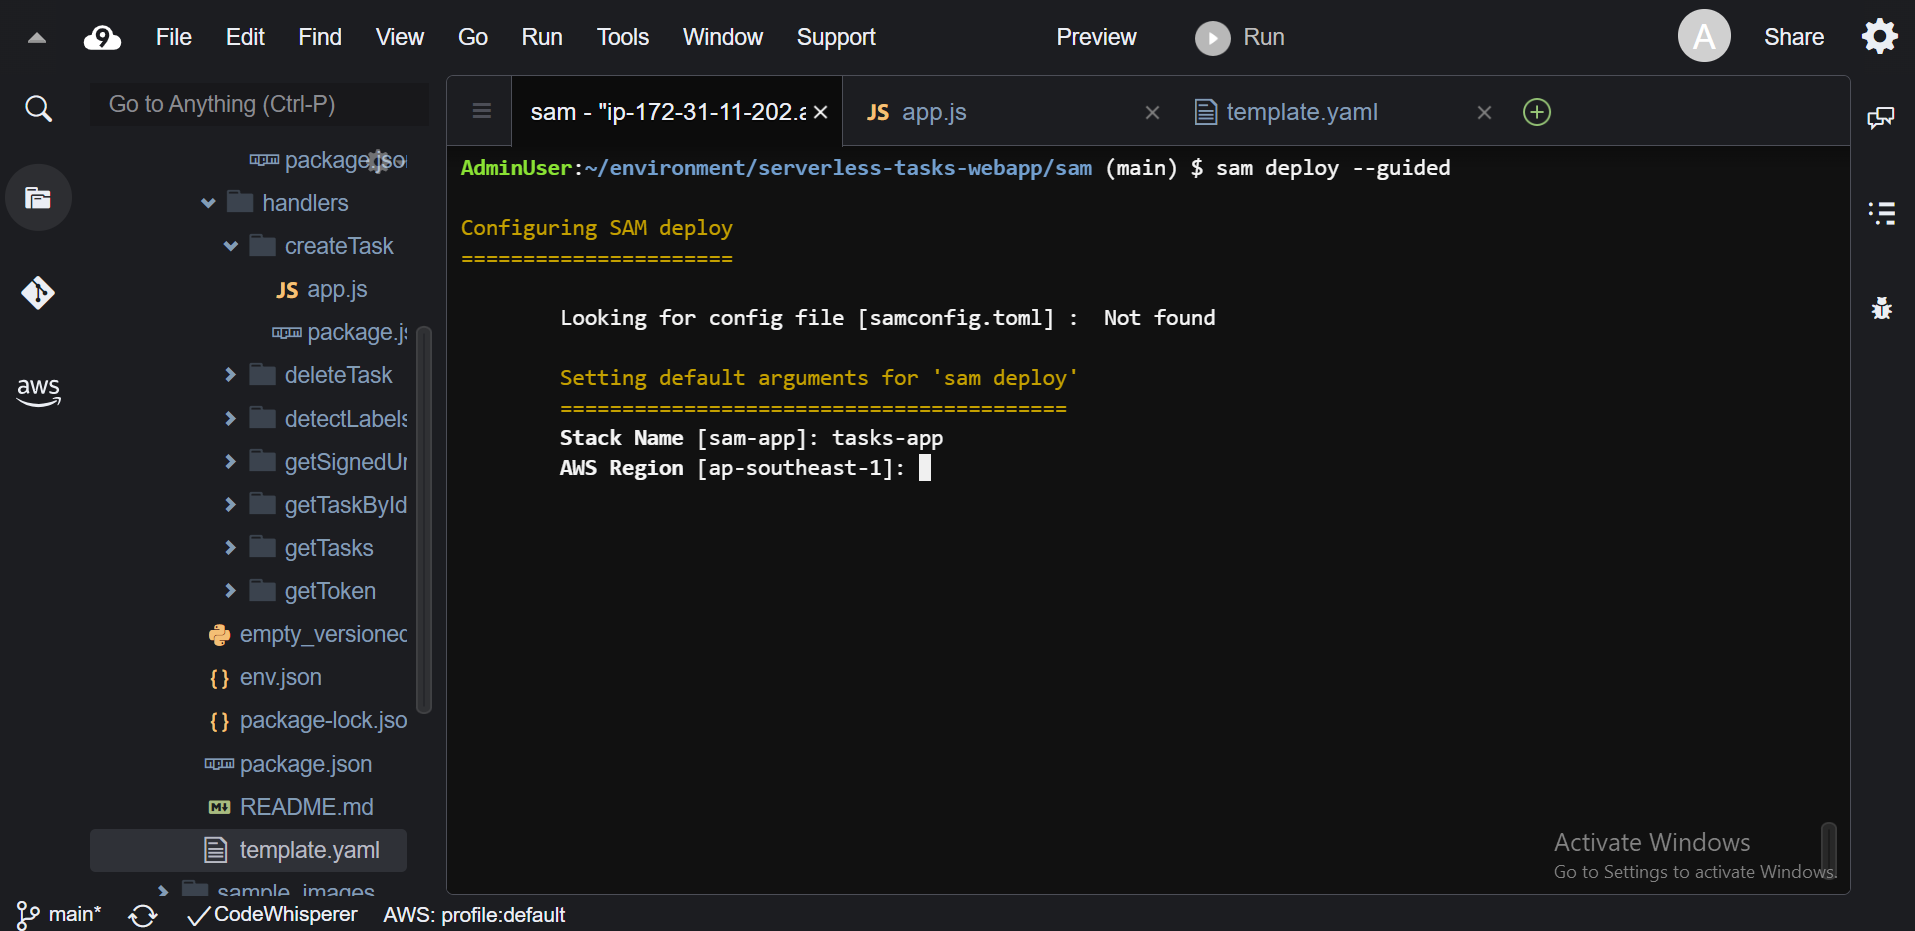 9 File Edit Find View Go Run Tools Window Support Preview Run A Share
Go to Anything (Ctrl-P)
sam - "ip-172-31-11-202.a
JS app.js
template.yaml
package.json
handlers
createTask
JS app.js
package.js
deleteTask
detectLabels
getSignedUr
getTaskById
getTasks
getToken
empty_versioned
{} env.json
{} package-lock.jso
package.json
M README.md
template.yaml
sample_images
aws
AdminUser:~/environment/serverless-tasks-webapp/sam (main) $ sam deploy --guided
Configuring SAM deploy
======================
Looking for config file [samconfig.toml] :  Not found
Setting default arguments for 'sam deploy'
=========================================
Stack Name [sam-app]: tasks-app
AWS Region [ap-southeast-1]:
Activate Windows
Go to Settings to activate Windows.
main* CodeWhisperer AWS: profile:default